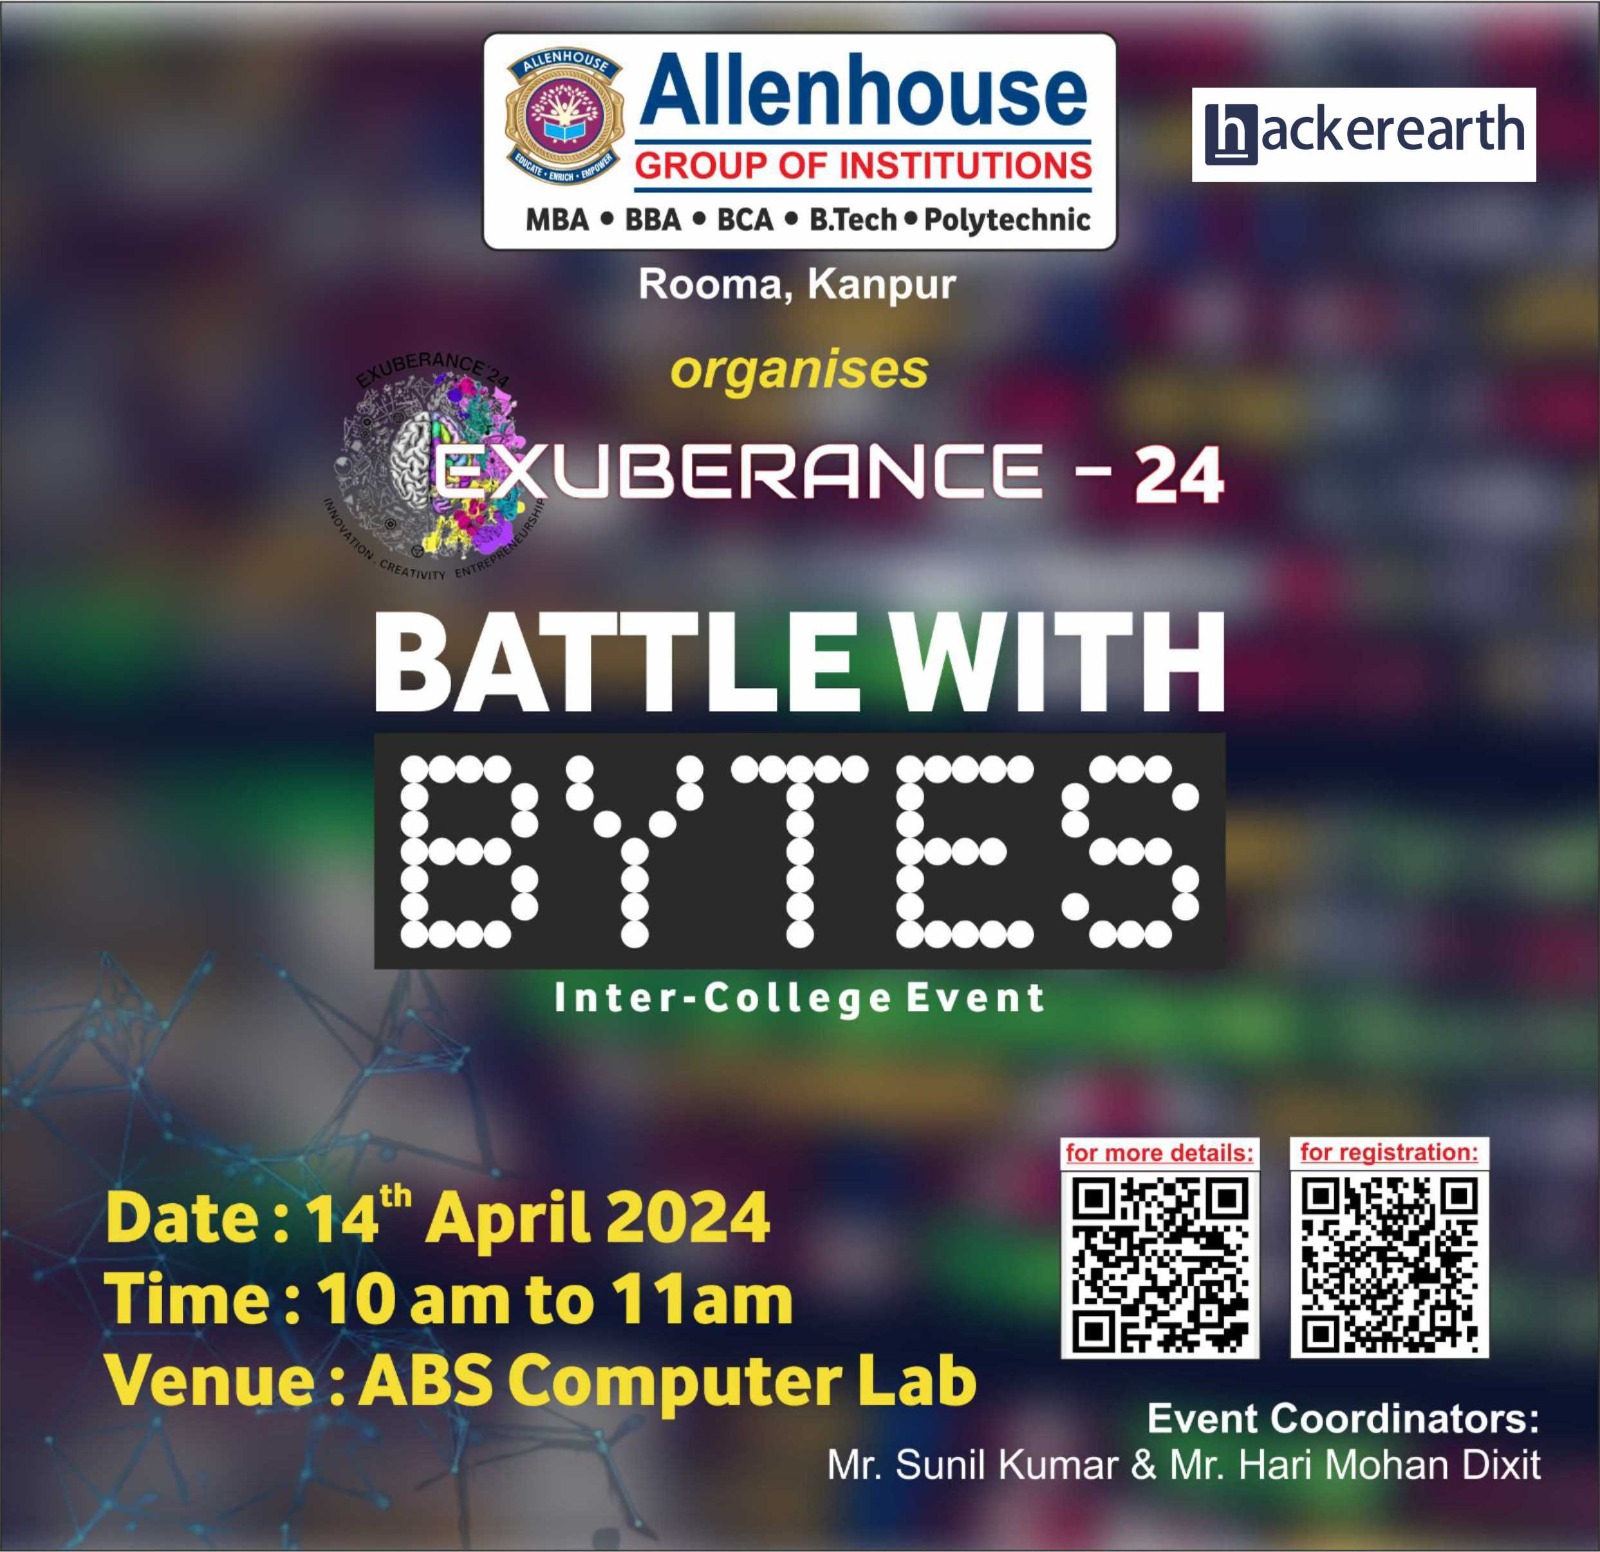 ALLENHOUSE
EDUCATE • ENRICH • EMPOWER
Allenhouse
GROUP OF INSTITUTIONS
MBA • BBA • BCA • B.Tech • Polytechnic
hackerearth
Rooma, Kanpur
organises
EXUBERANCE'24
INNOVATION . CREATIVITY ENTREPRENEURSHIP
EXUBERANCE - 24
BATTLE WITH
BYTES
Inter-College Event
Date : 14th April 2024
Time : 10 am to 11am
Venue : ABS Computer Lab
for more details:
for registration:
Event Coordinators:
Mr. Sunil Kumar & Mr. Hari Mohan Dixit